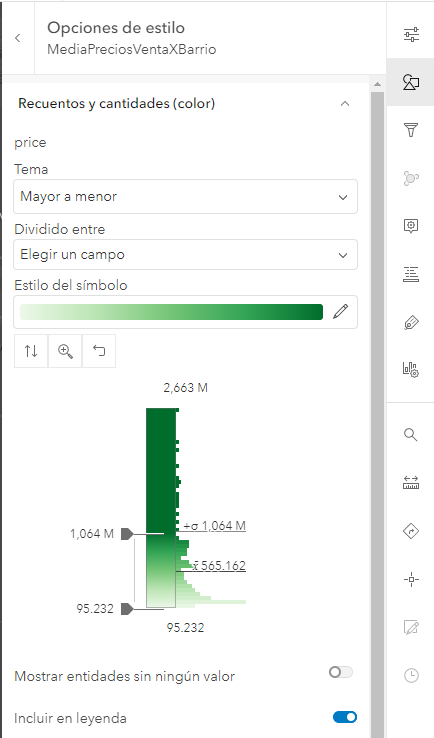 Opciones de estilo
MediaPreciosVentaXBarrio
Recuentos y cantidades (color)
price
Tema
Mayor a menor
Dividido entre
Elegir un campo
Estilo del símbolo
2,663 M
+σ 1,064 M
1,064 M
x̄ 565.162
95.232
95.232
Mostrar entidades sin ningún valor
Incluir en leyenda